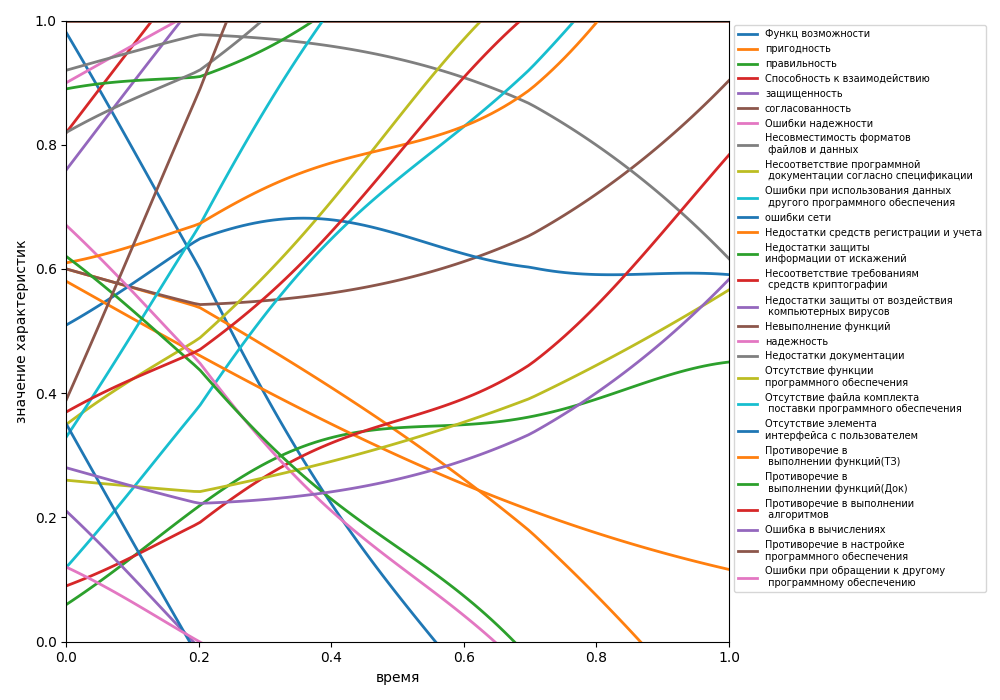 1.0
0.8
0.6
0.4
0.2
0.0
значение характеристик
0.0 0.2 0.4 0.6 0.8 1.0
время
Функц возможности
пригодность
правильность
Способность к взаимодействию
защищенность
согласованность
Ошибки надежности
Несовместимость форматов
файлов и данных
Несоответствие программной
документации согласно спецификации
Ошибки при использования данных
другого программного обеспечения
ошибки сети
Недостатки средств регистрации и учета
Недостатки защиты
информации от искажений
Несоответствие требованиям
средств криптографии
Недостатки защиты от воздействия
компьютерных вирусов
Невыполнение функций
надежность
Недостатки документации
Отсутствие функции
программного обеспечения
Отсутствие файла комплекта
поставки программного обеспечения
Отсутствие элемента
интерфейса с пользователем
Противоречие в
выполнении функций(ТЗ)
Противоречие в
выполнении функций(Док)
Противоречие в выполнении
алгоритмов
Ошибка в вычислениях
Противоречие в настройке
программного обеспечения
Ошибки при обращении к другому
программному обеспечению